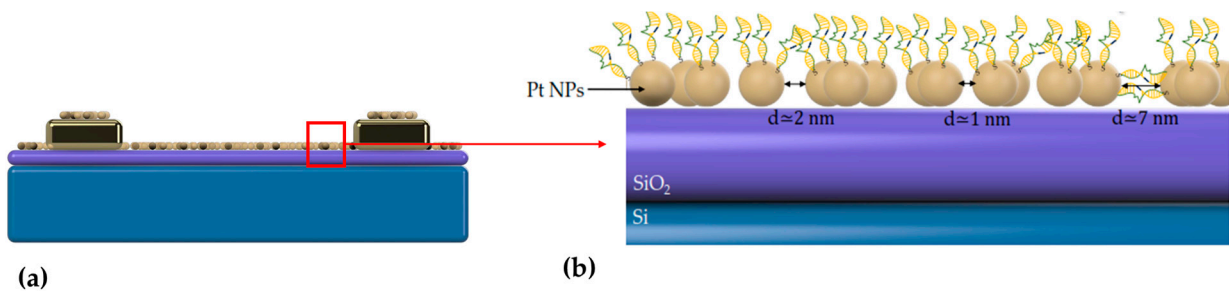 Pt NPs
d≃2 nm
d≃1 nm
d≃7 nm
SiO₂
Si
(a)
(b)